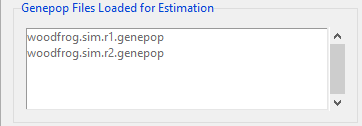 Genepop Files Loaded for Estimation
woodfrog.sim.r1.genepop
woodfrog.sim.r2.genepop